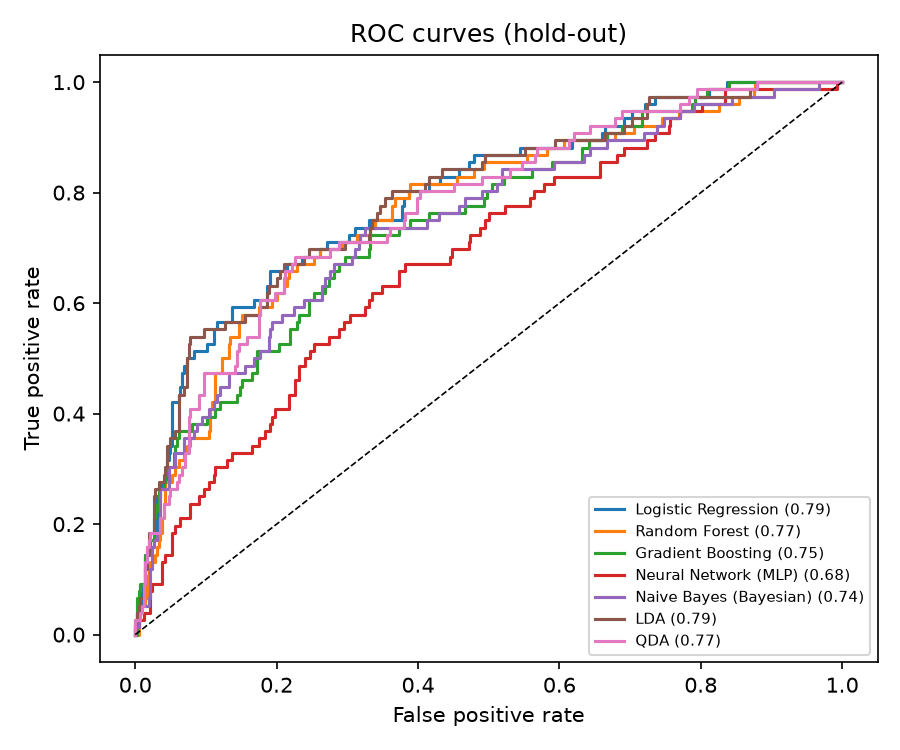 ROC curves (hold-out)
1.0
0.8
0.6
0.4
0.2
0.0
True positive rate
Logistic Regression (0.79)
Random Forest (0.77)
Gradient Boosting (0.75)
Neural Network (MLP) (0.68)
Naive Bayes (Bayesian) (0.74)
LDA (0.79)
QDA (0.77)
0.0 0.2 0.4 0.6 0.8 1.0
False positive rate